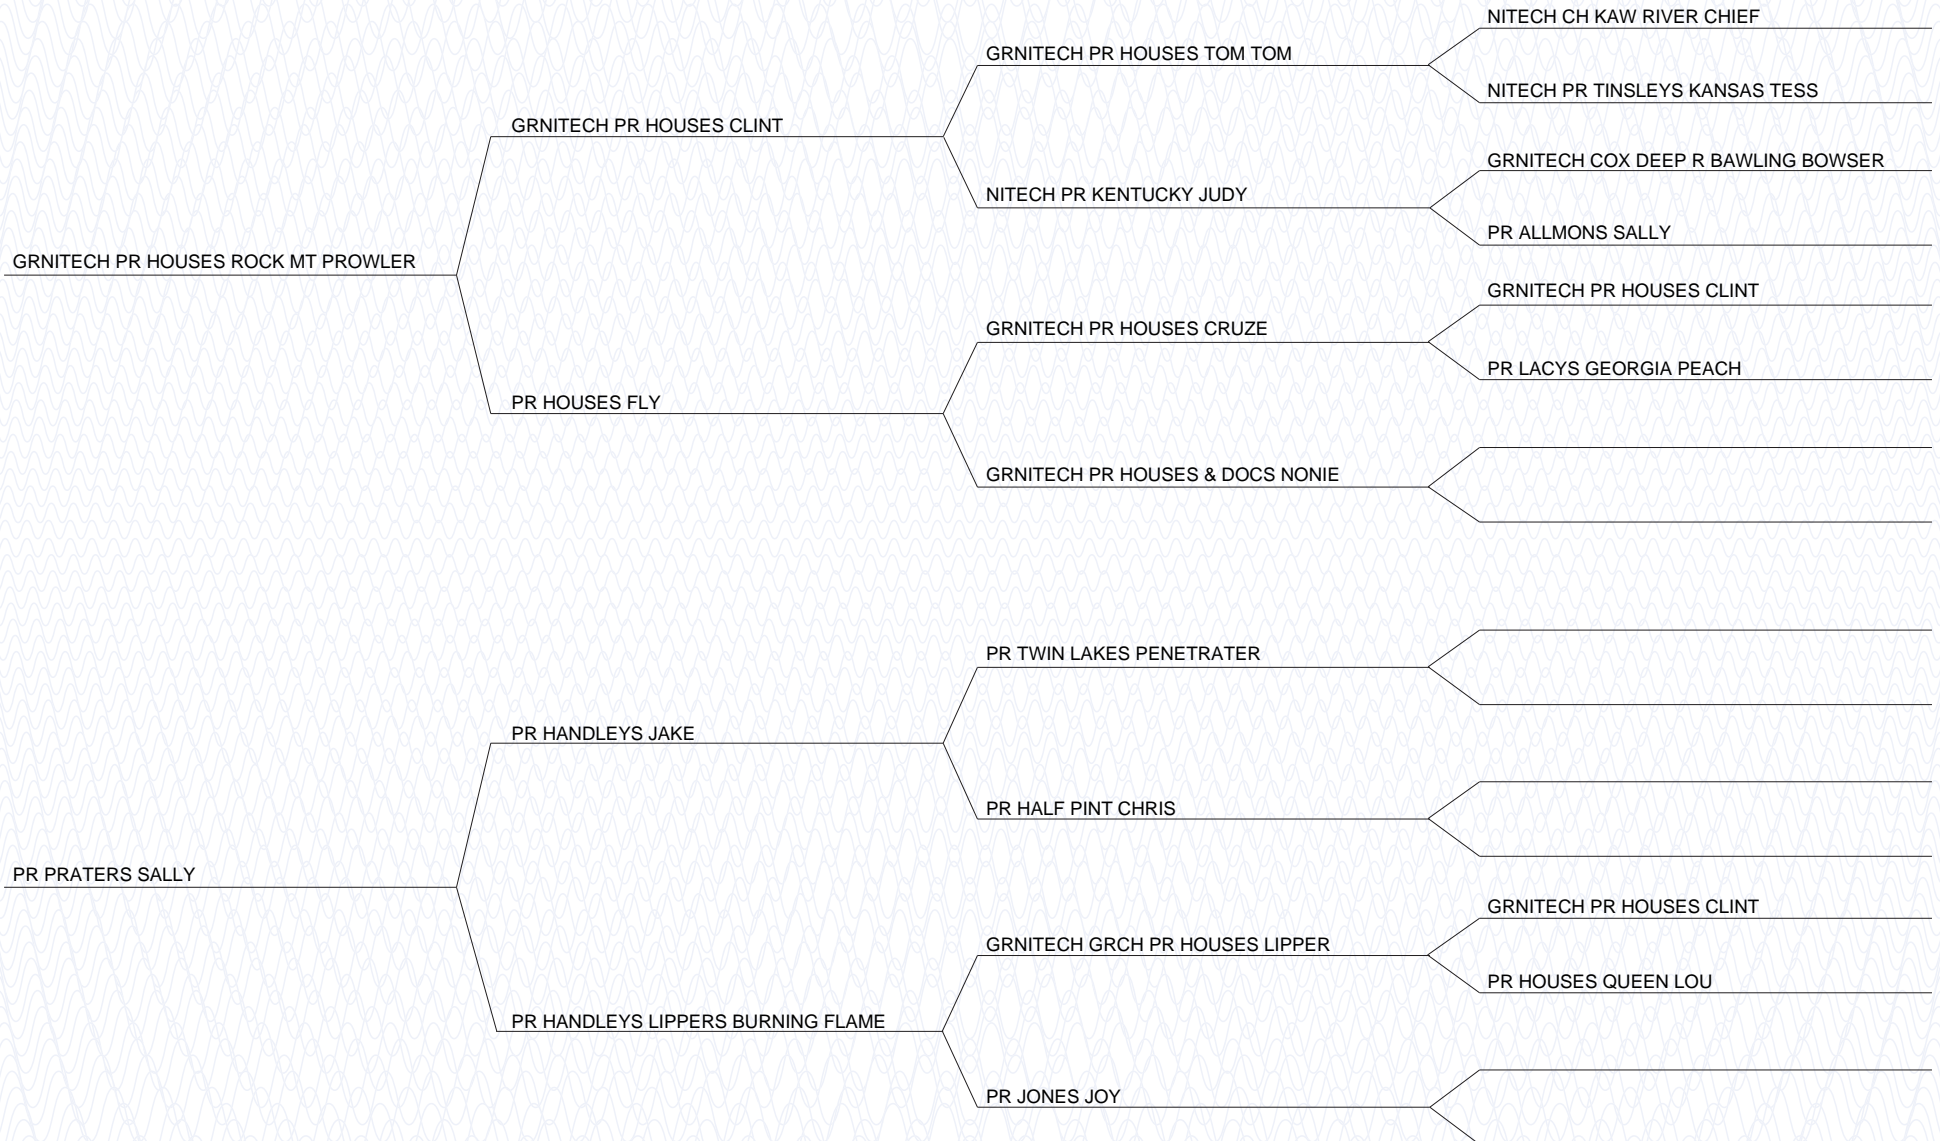 NITECH CH KAW RIVER CHIEF
GRNITECH PR HOUSES TOM TOM
NITECH PR TINSLEYS KANSAS TESS
GRNITECH PR HOUSES CLINT
GRNITECH COX DEEP R BAWLING BOWSER
NITECH PR KENTUCKY JUDY
PR ALLMONS SALLY
GRNITECH PR HOUSES ROCK MT PROWLER
GRNITECH PR HOUSES CLINT
GRNITECH PR HOUSES CRUZE
PR LACYS GEORGIA PEACH
PR HOUSES FLY
GRNITECH PR HOUSES & DOCS NONIE
PR TWIN LAKES PENETRATER
PR HANDLEYS JAKE
PR HALF PINT CHRIS
PR PRATERS SALLY
GRNITECH PR HOUSES CLINT
GRNITECH GRCH PR HOUSES LIPPER
PR HOUSES QUEEN LOU
PR HANDLEYS LIPPERS BURNING FLAME
PR JONES JOY